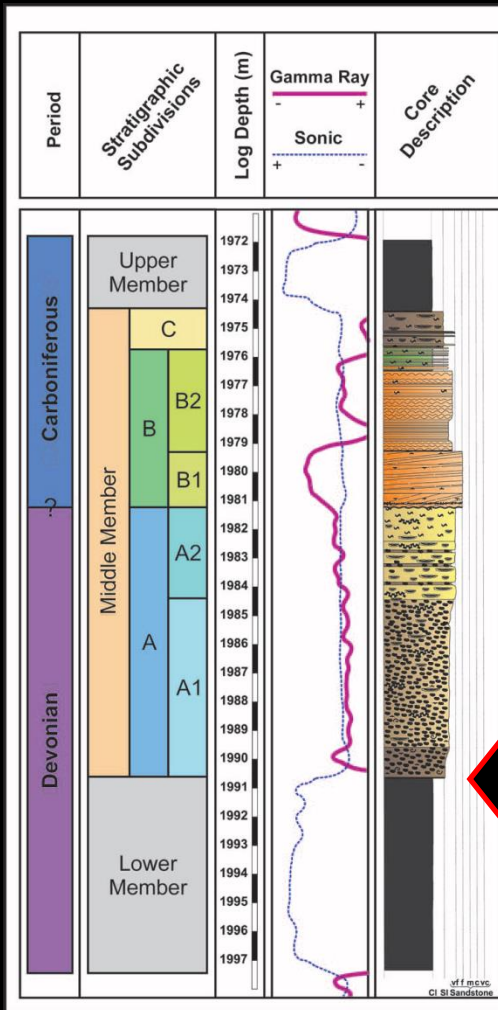 Period
Stratigraphic
Subdivisions
Log Depth (m)
Gamma Ray
- +
Sonic
+ -
Core
Description
Carboniferous
?
Devonian
Upper
Member
Middle Member
C
B
B2
B1
A
A2
A1
Lower
Member
1972
1973
1974
1975
1976
1977
1978
1979
1980
1981
1982
1983
1984
1985
1986
1987
1988
1989
1990
1991
1992
1993
1994
1995
1996
1997
vf f m c vc
Cl Sl Sandstone